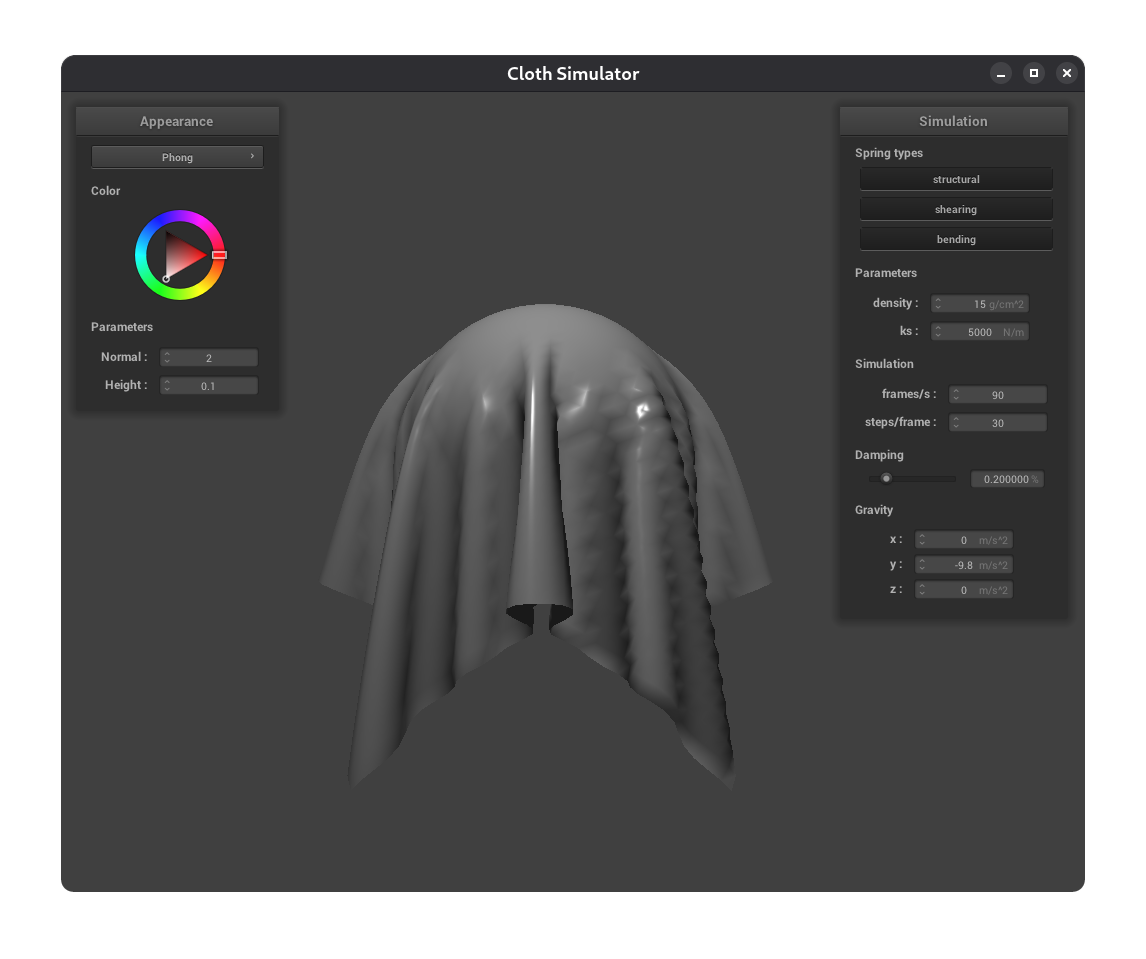 Cloth Simulator
Appearance
Phong
Color
Parameters
Normal : 2
Height : 0.1
Simulation
Spring types
structural
shearing
bending
Parameters
density : 15 g/cm^2
ks : 5000 N/m
Simulation
frames/s : 90
steps/frame : 30
Damping
0.200000 %
Gravity
x : 0 m/s^2
y : -9.8 m/s^2
z : 0 m/s^2